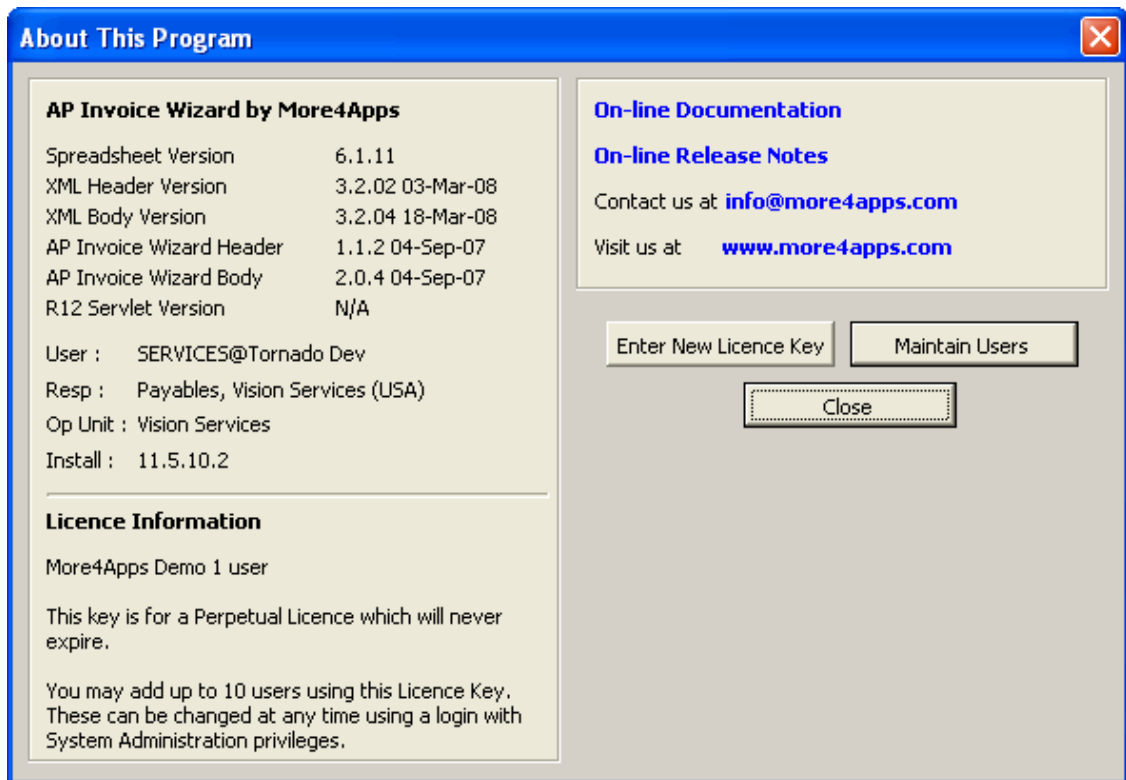 About This Program
AP Invoice Wizard by More4Apps
Spreadsheet Version 6.1.11
XML Header Version 3.2.02 03-Mar-08
XML Body Version 3.2.04 18-Mar-08
AP Invoice Wizard Header 1.1.2 04-Sep-07
AP Invoice Wizard Body 2.0.4 04-Sep-07
R12 Servlet Version N/A
User : SERVICES@Tornado Dev
Resp : Payables, Vision Services (USA)
Op Unit : Vision Services
Install : 11.5.10.2
Licence Information
More4Apps Demo 1 user
This key is for a Perpetual Licence which will never
expire.
You may add up to 10 users using this Licence Key.
These can be changed at any time using a login with
System Administration privileges.
On-line Documentation
On-line Release Notes
Contact us at info@more4apps.com
Visit us at www.more4apps.com
Enter New Licence Key
Maintain Users
Close